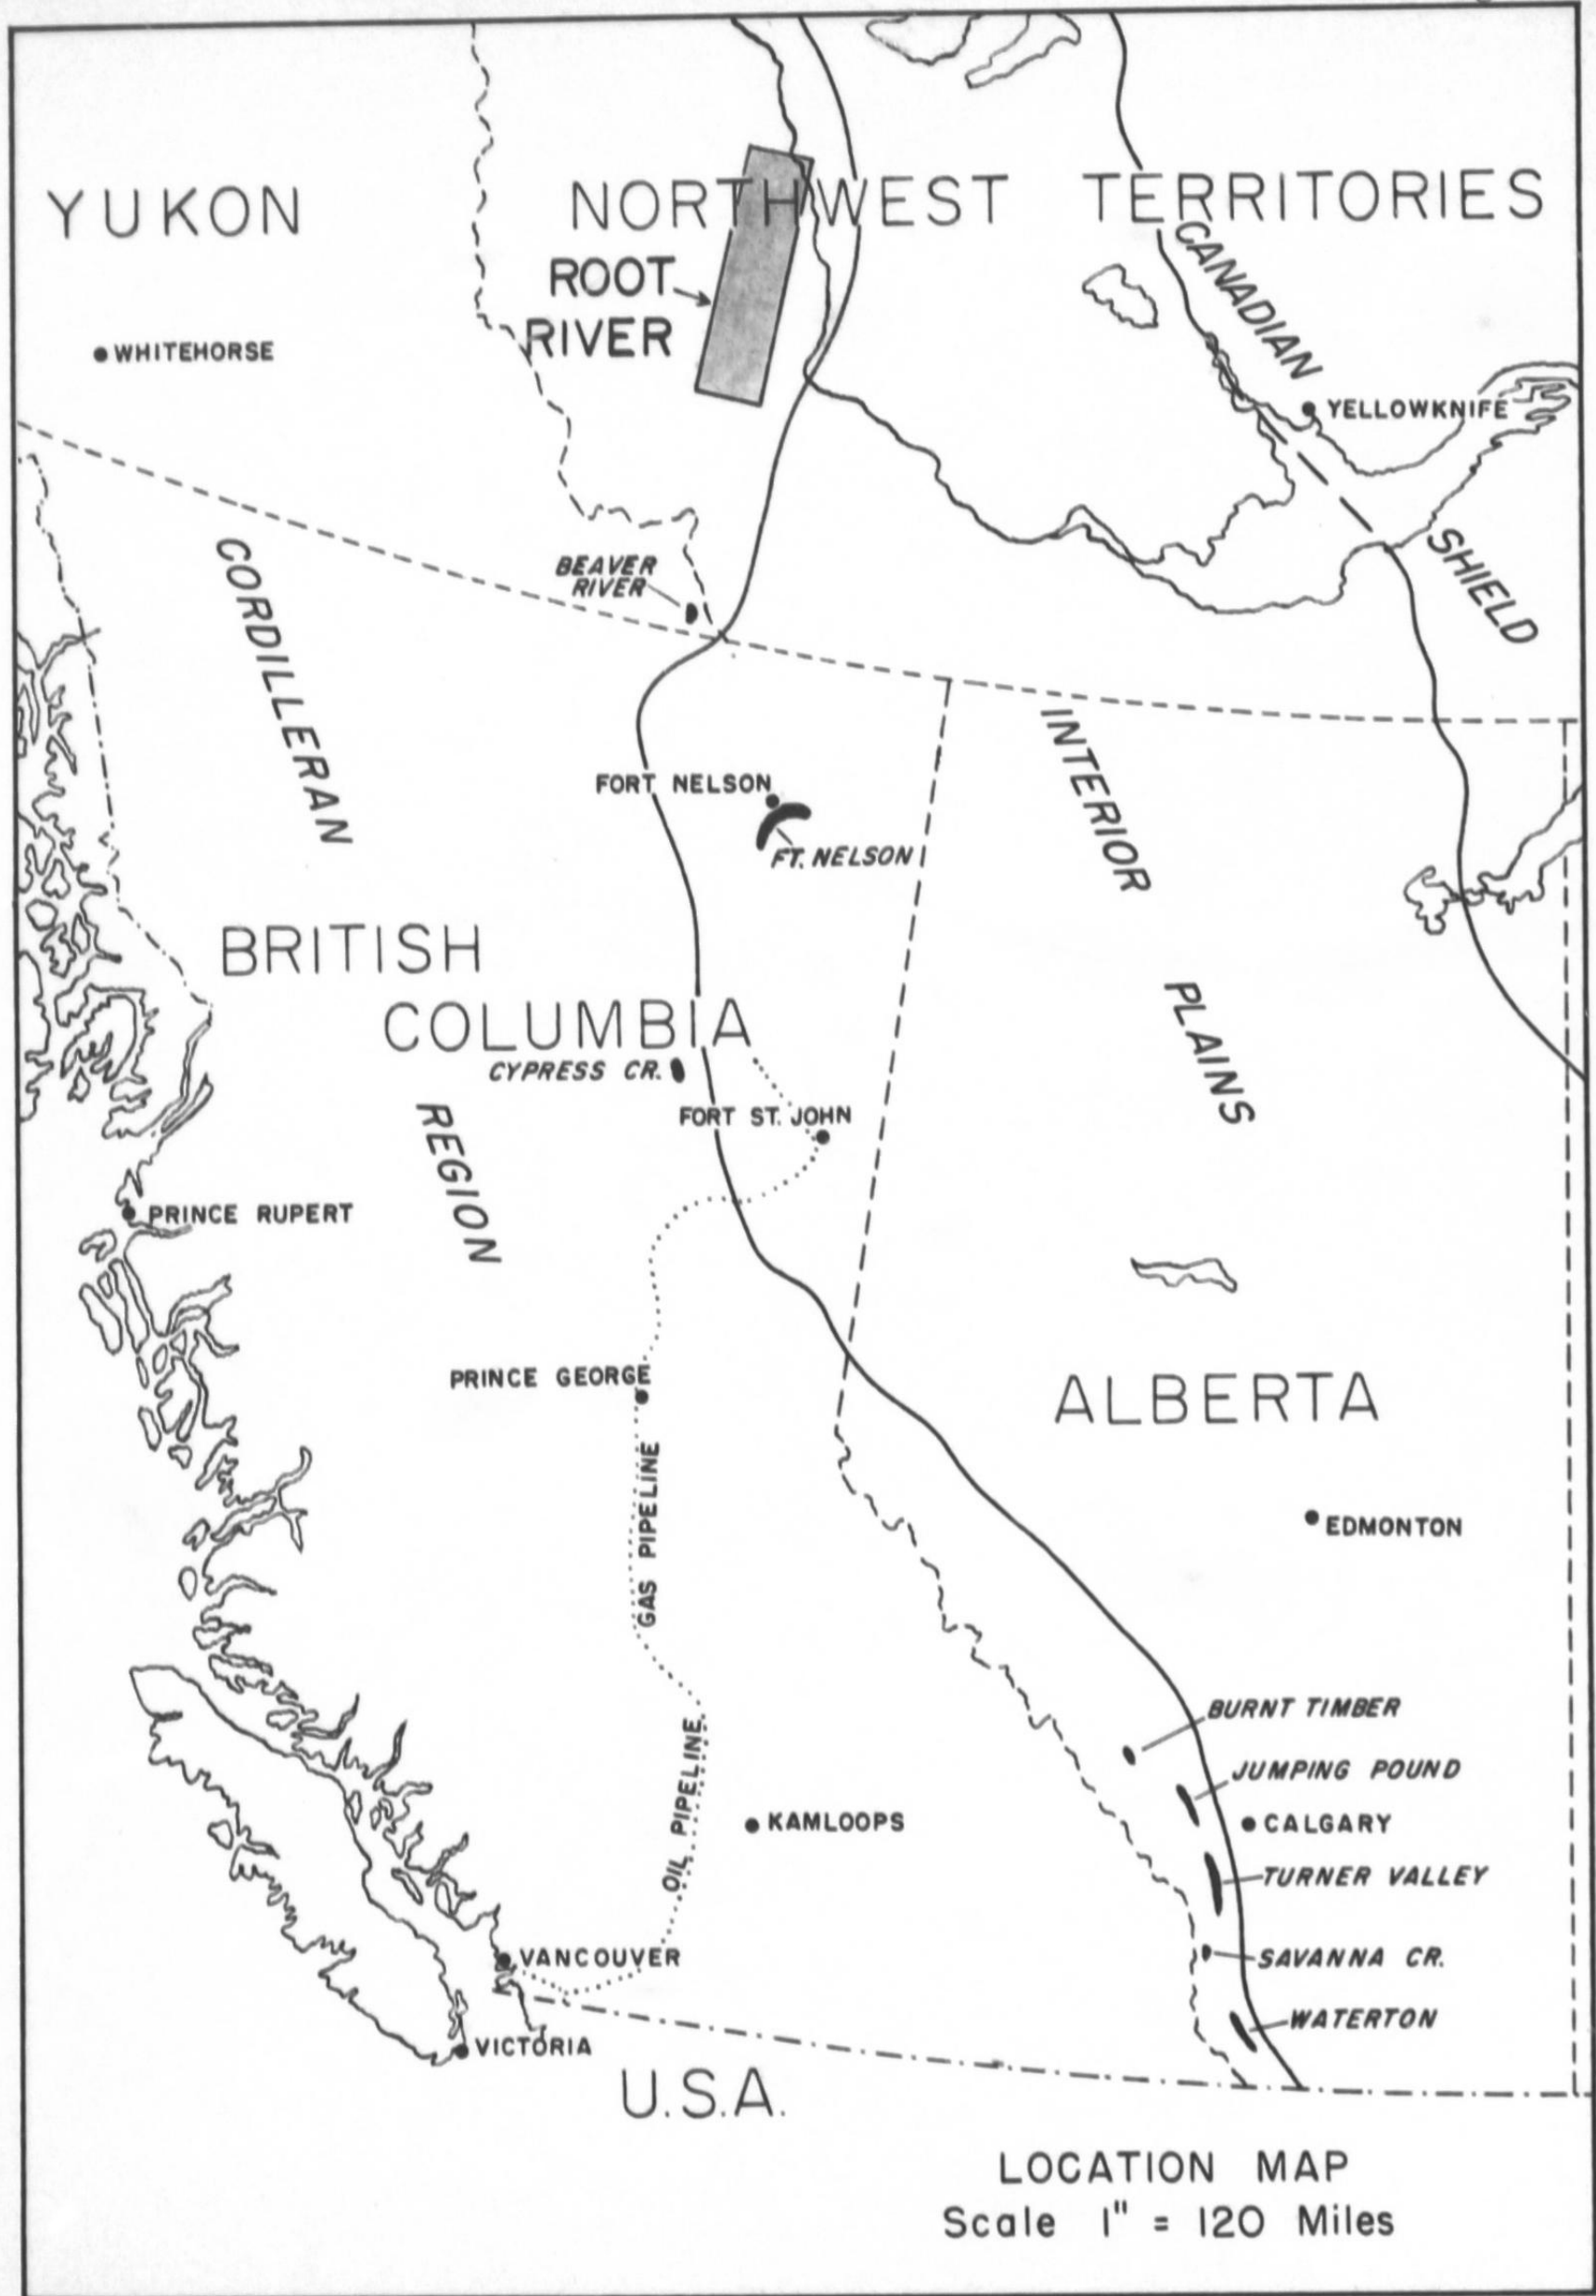 YUKON
NORTHWEST TERRITORIES
ROOT
RIVER
CANADIAN
SHIELD
WHITEHORSE
YELLOWKNIFE
BEAVER
RIVER
CORDILLERAN
REGION
INTERIOR
PLAINS
FORT NELSON
FT. NELSON
BRITISH
COLUMBIA
CYPRESS CR.
FORT ST. JOHN
PRINCE RUPERT
PRINCE GEORGE
ALBERTA
GAS PIPELINE
EDMONTON
OIL PIPELINE
BURNT TIMBER
JUMPING POUND
KAMLOOPS
CALGARY
TURNER VALLEY
VANCOUVER
SAVANNA CR.
WATERTON
VICTORIA
U.S.A.
LOCATION MAP
Scale 1" = 120 Miles